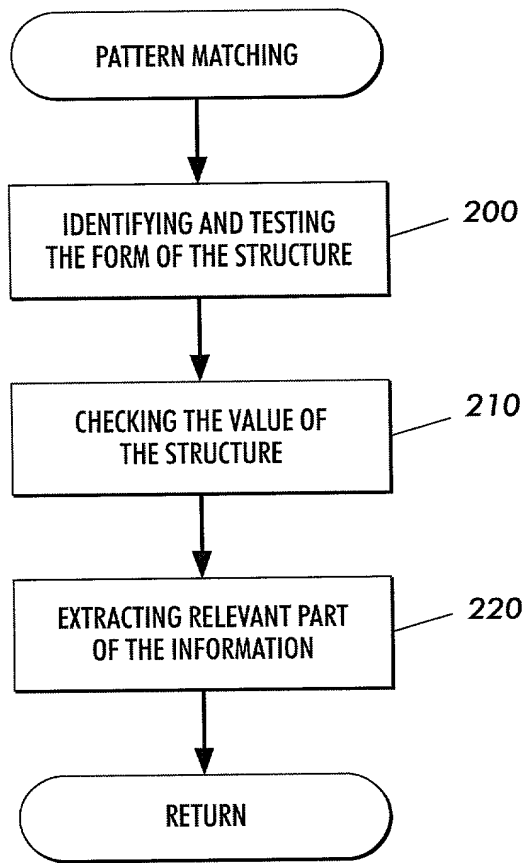 PATTERN MATCHING
IDENTIFYING AND TESTING
THE FORM OF THE STRUCTURE
200
CHECKING THE VALUE OF
THE STRUCTURE
210
EXTRACTING RELEVANT PART
OF THE INFORMATION
220
RETURN